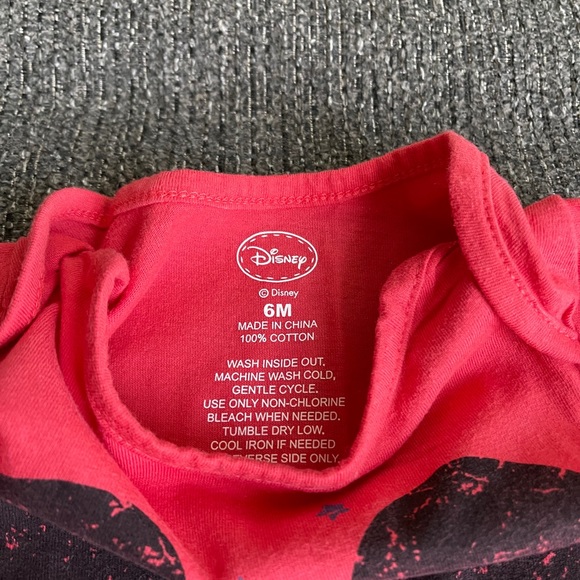 Disney
© Disney
6M
MADE IN CHINA
100% COTTON
WASH INSIDE OUT.
MACHINE WASH COLD,
GENTLE CYCLE.
USE ONLY NON-CHLORINE
BLEACH WHEN NEEDED.
TUMBLE DRY LOW.
COOL IRON IF NEEDED
SIDE ONLY